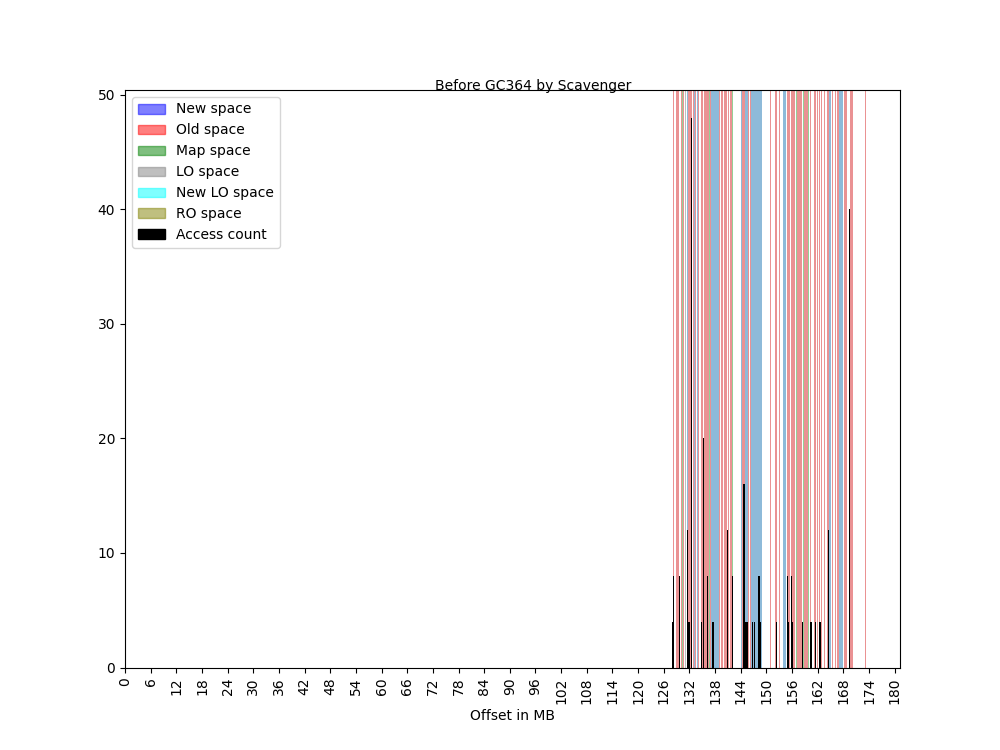 Before GC364 by Scavenger
50
40
30
20
10
0
New space
Old space
Map space
LO space
New LO space
RO space
Access count
0 6 12 18 24 30 36 42 48 54 60 66 72 78 84 90 96 102 108 114 120 126 132 138 144 150 156 162 168 174 180
Offset in MB